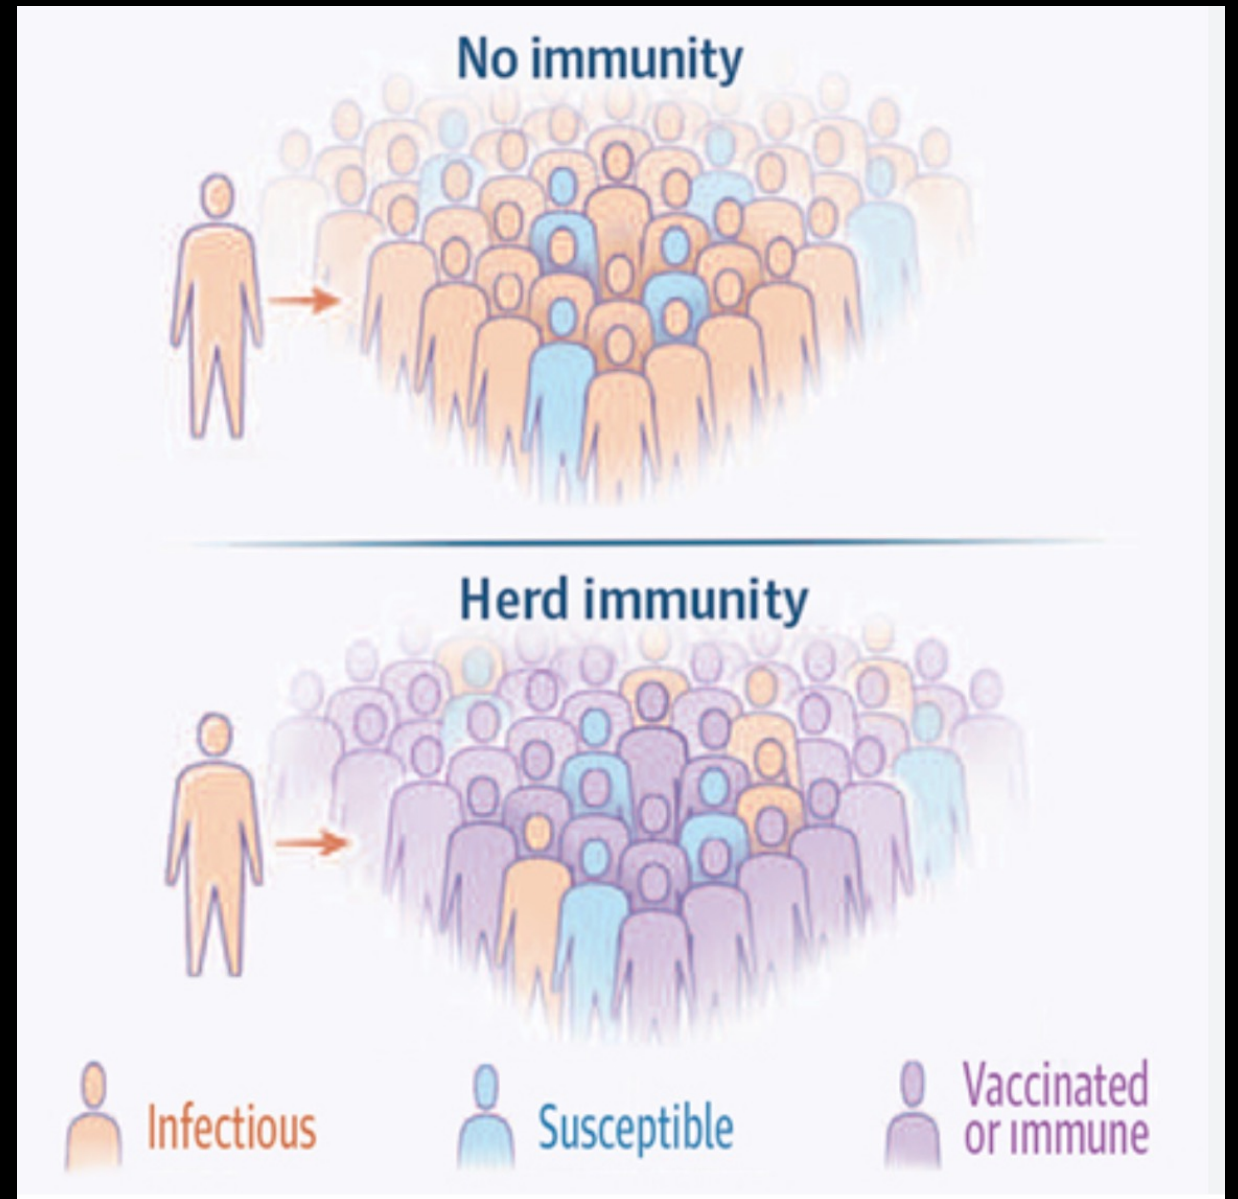 No immunity
Herd immunity
Infectious
Susceptible
Vaccinated
or immune